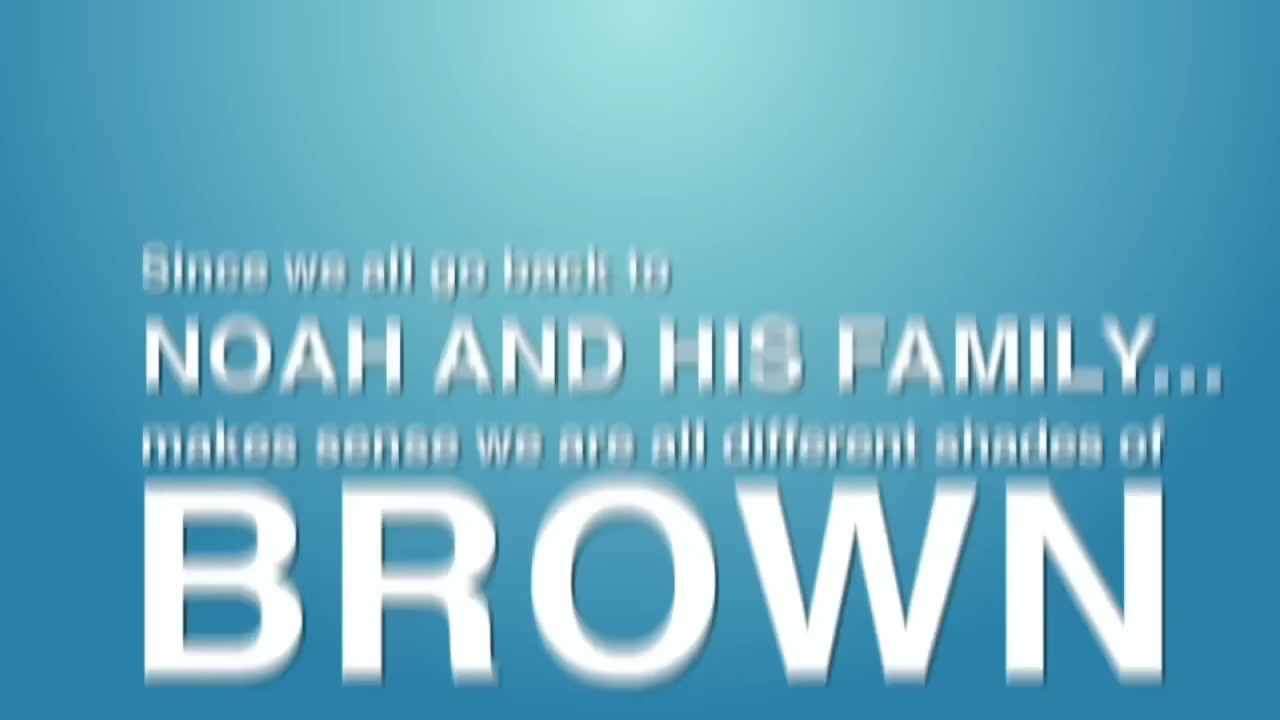 Since we all go back to
NOAH AND HIS FAMILY...
makes sense we are all different shades of
BROWN